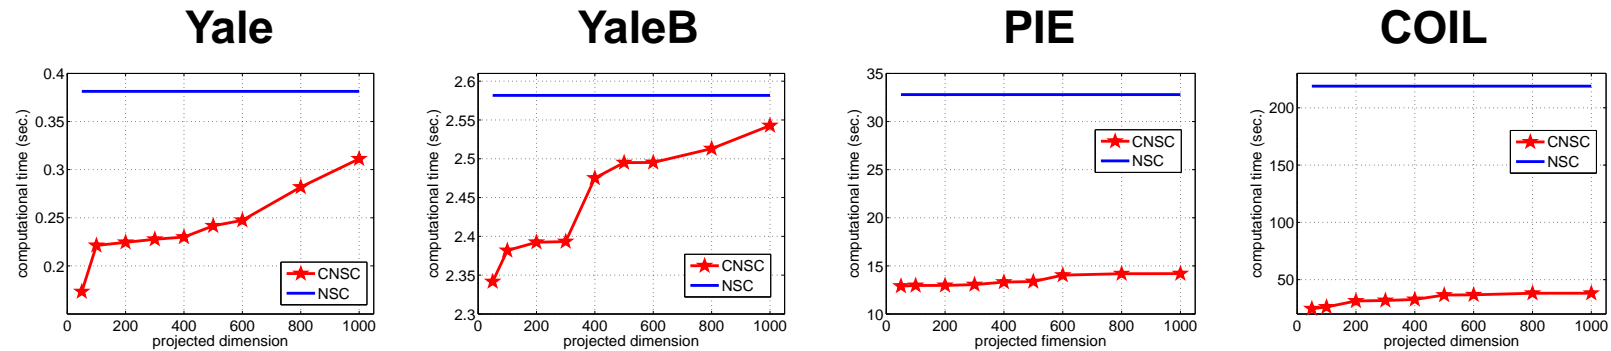 Yale
YaleB
PIE
COIL
0.4
0.35
0.3
0.25
0.2
0
200
400
600
800
1000
computational time (sec.)
projected dimension
CNSC
NSC
2.6
2.55
2.5
2.45
2.4
2.35
2.3
0
200
400
600
800
1000
computational time (sec.)
projected dimension
CNSC
NSC
35
30
25
20
15
10
0
200
400
600
800
1000
computational time (sec.)
projected fimension
CNSC
NSC
200
150
100
50
0
200
400
600
800
1000
computational time (sec.)
projected dimension
CNSC
NSC